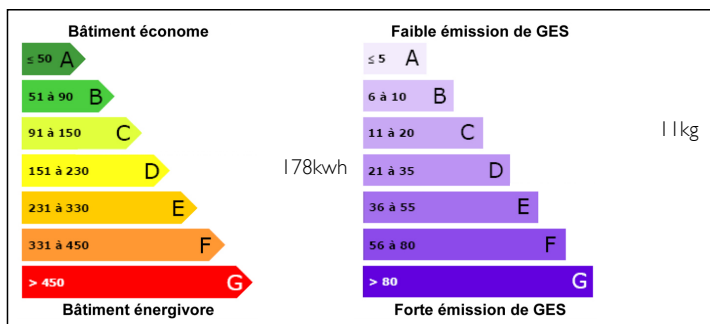 Bâtiment économe
≤ 50 A
51 à 90 B
91 à 150 C
151 à 230 D
178kwh
231 à 330 E
331 à 450 F
> 450 G
Bâtiment énergivore
Faible émission de GES
≤ 5 A
6 à 10 B
11 à 20 C
11kg
21 à 35 D
36 à 55 E
56 à 80 F
> 80 G
Forte émission de GES